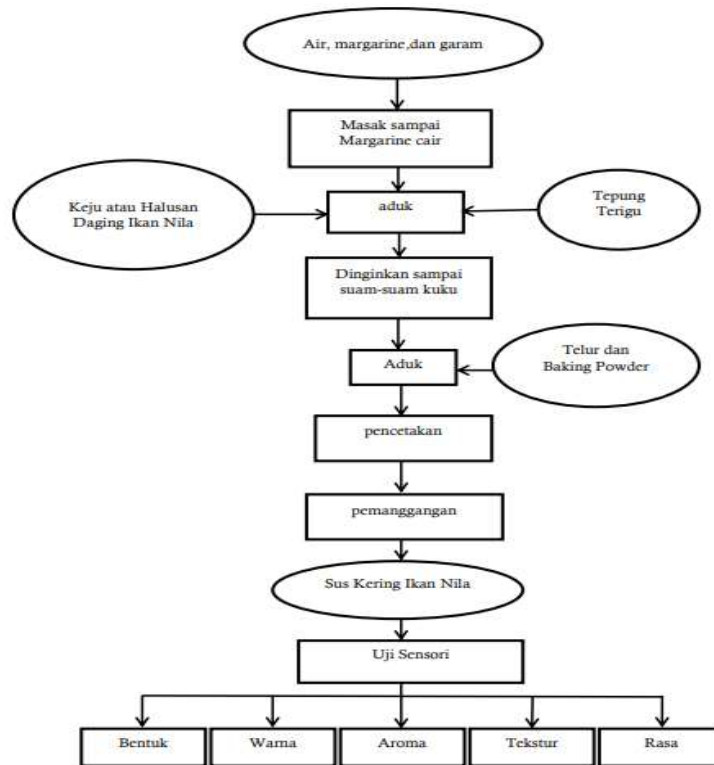 Air, margarine,dan garam
Masak sampai
Margarine cair
Keju atau Halusan
Daging Ikan Nila
aduk
Tepung
Terigu
Dinginkan sampai
suam-suam kuku
Aduk
Telur dan
Baking Powder
pencetakan
pemanggangan
Sus Kering Ikan Nila
Uji Sensori
Bentuk
Warna
Aroma
Tekstur
Rasa